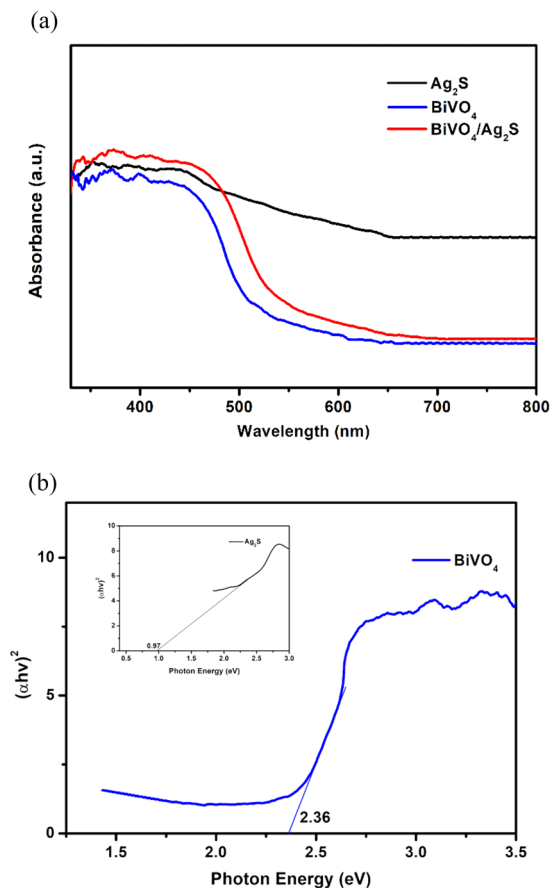 (a)
Ag₂S
BiVO₄
BiVO₄/Ag₂S
Absorbance (a.u.)
400 500 600 700 800
Wavelength (nm)
(b)
BiVO₄
10
5
0
(αhv)²
2.36
1.5 2.0 2.5 3.0 3.5
Photon Energy (eV)
Ag₂S
10
8
6
4
2
0
(αhv)²
0.97
0.5 1.0 1.5 2.0 2.5 3.0
Photon Energy (eV)